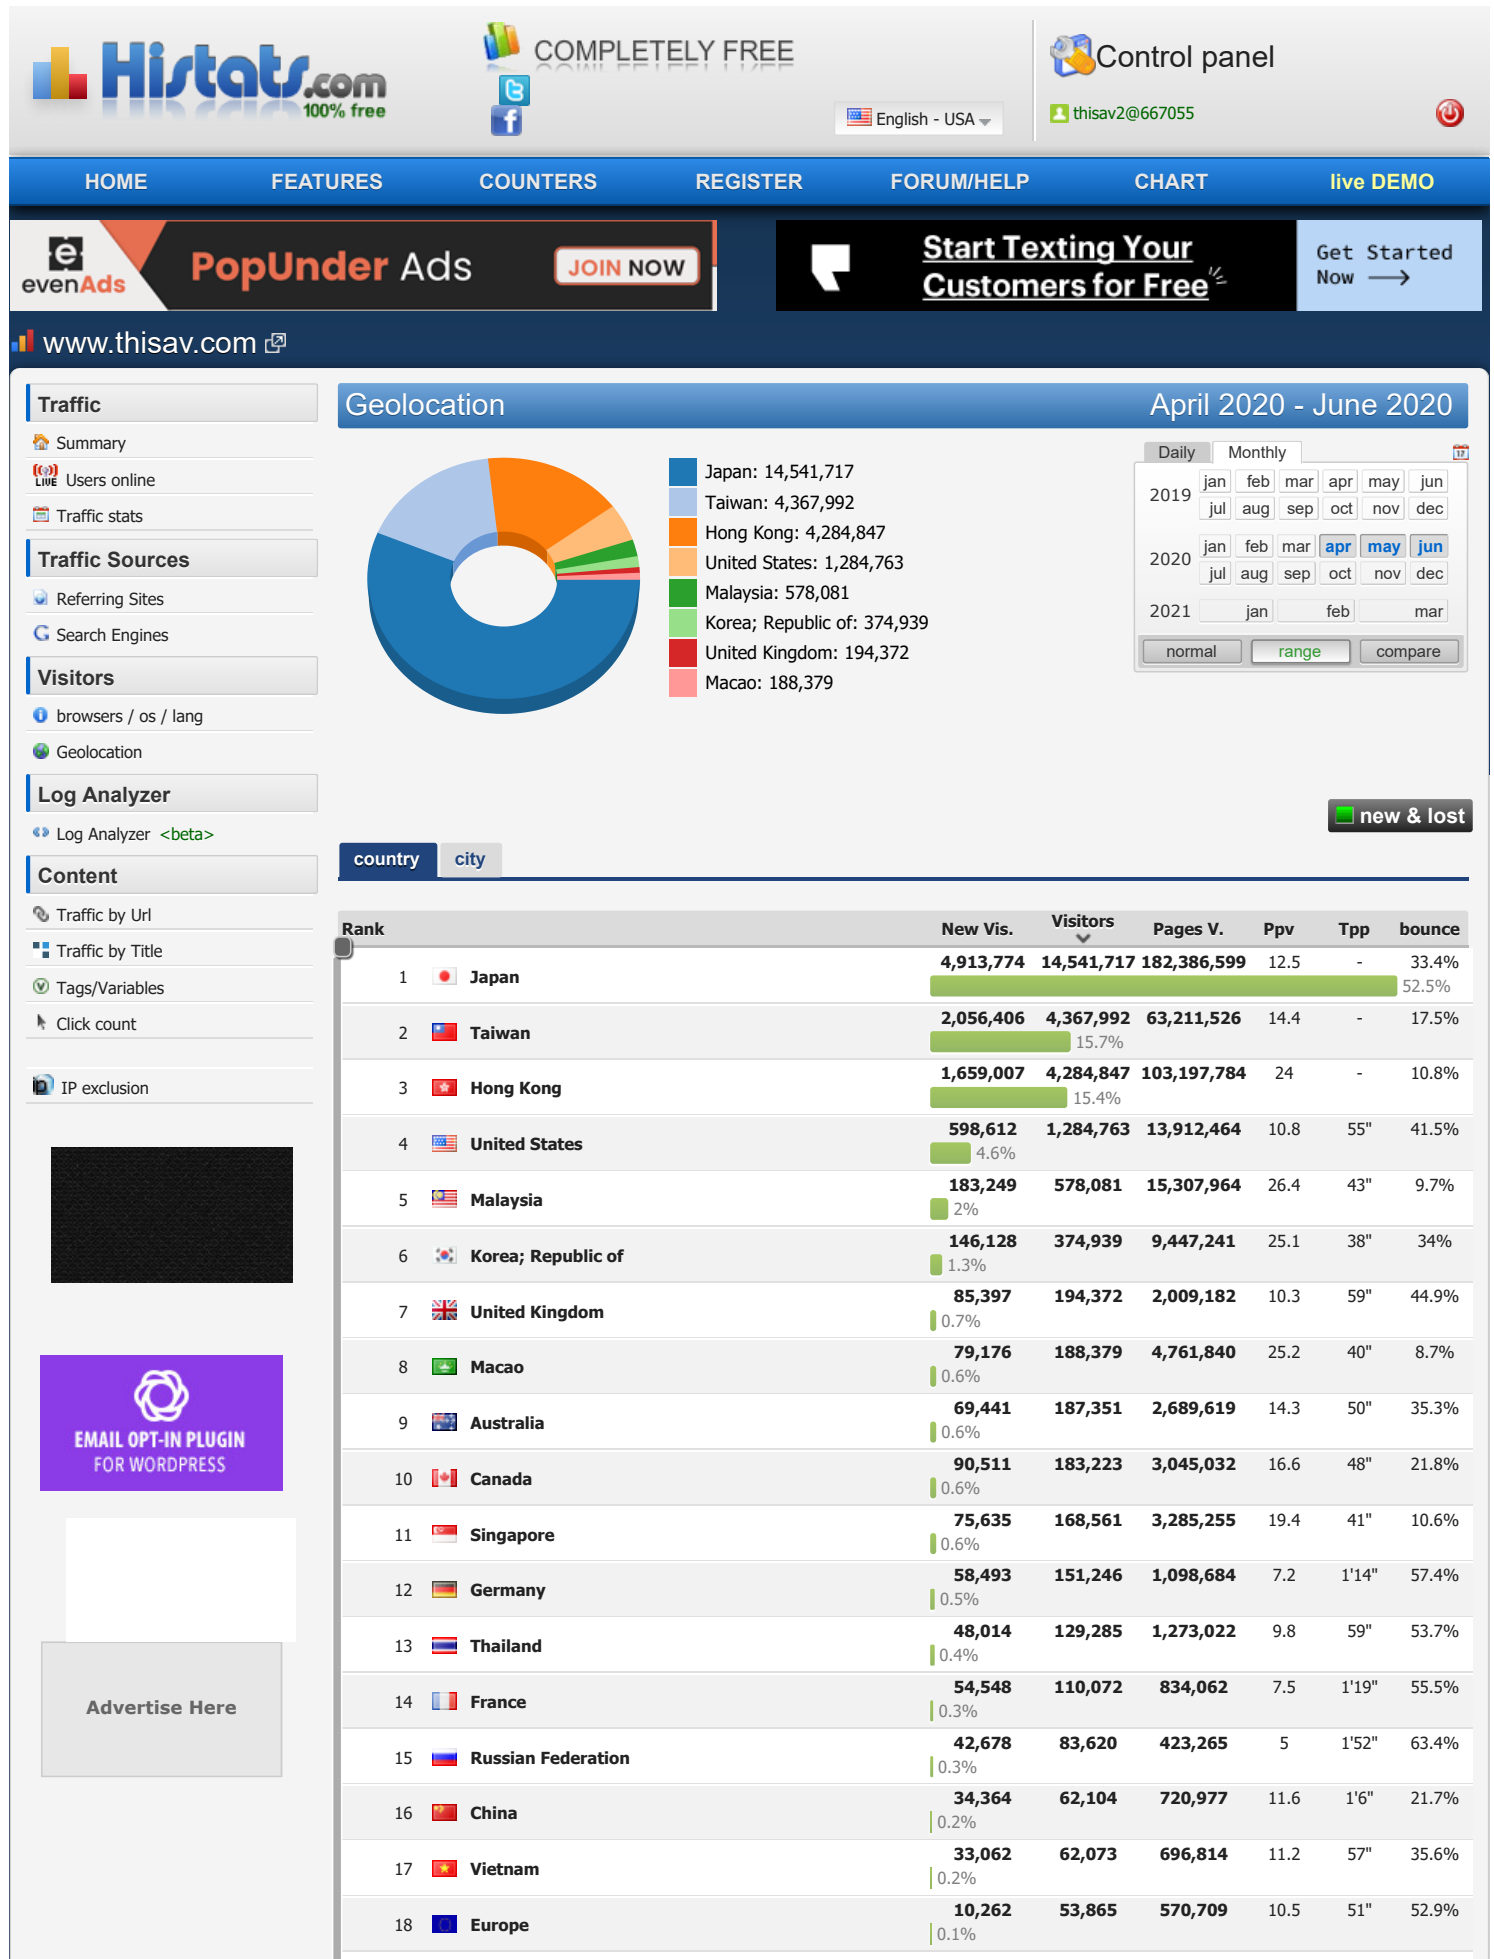 Histats.com
100% free
COMPLETELY FREE
English - USA
Control panel
thisav2@667055
HOME FEATURES COUNTERS REGISTER FORUM/HELP CHART live DEMO
evenAds
PopUnder Ads
JOIN NOW
Start Texting Your
Customers for Free
Get Started
Now
www.thisav.com
Traffic
Summary
LIVE Users online
Traffic stats
Traffic Sources
Referring Sites
Search Engines
Visitors
browsers / os / lang
Geolocation
Log Analyzer
Log Analyzer <beta>
Content
Traffic by Url
Traffic by Title
Tags/Variables
Click count
IP exclusion
EMAIL OPT-IN PLUGIN
FOR WORDPRESS
Advertise Here
Geolocation April 2020 - June 2020
Japan: 14,541,717
Taiwan: 4,367,992
Hong Kong: 4,284,847
United States: 1,284,763
Malaysia: 578,081
Korea; Republic of: 374,939
United Kingdom: 194,372
Macao: 188,379
Daily Monthly 17
2019 jan feb mar apr may jun
jul aug sep oct nov dec
2020 jan feb mar apr may jun
jul aug sep oct nov dec
2021 jan feb mar
normal range compare
new & lost
country city
Rank New Vis. Visitors Pages V. Ppv Tpp bounce
1 Japan 4,913,774 14,541,717 182,386,599 12.5 - 33.4%
52.5%
2 Taiwan 2,056,406 4,367,992 63,211,526 14.4 - 17.5%
15.7%
3 Hong Kong 1,659,007 4,284,847 103,197,784 24 - 10.8%
15.4%
4 United States 598,612 1,284,763 13,912,464 10.8 55" 41.5%
4.6%
5 Malaysia 183,249 578,081 15,307,964 26.4 43" 9.7%
2%
6 Korea; Republic of 146,128 374,939 9,447,241 25.1 38" 34%
1.3%
7 United Kingdom 85,397 194,372 2,009,182 10.3 59" 44.9%
0.7%
8 Macao 79,176 188,379 4,761,840 25.2 40" 8.7%
0.6%
9 Australia 69,441 187,351 2,689,619 14.3 50" 35.3%
0.6%
10 Canada 90,511 183,223 3,045,032 16.6 48" 21.8%
0.6%
11 Singapore 75,635 168,561 3,285,255 19.4 41" 10.6%
0.6%
12 Germany 58,493 151,246 1,098,684 7.2 1'14" 57.4%
0.5%
13 Thailand 48,014 129,285 1,273,022 9.8 59" 53.7%
0.4%
14 France 54,548 110,072 834,062 7.5 1'19" 55.5%
0.3%
15 Russian Federation 42,678 83,620 423,265 5 1'52" 63.4%
0.3%
16 China 34,364 62,104 720,977 11.6 1'6" 21.7%
0.2%
17 Vietnam 33,062 62,073 696,814 11.2 57" 35.6%
0.2%
18 Europe 10,262 53,865 570,709 10.5 51" 52.9%
0.1%